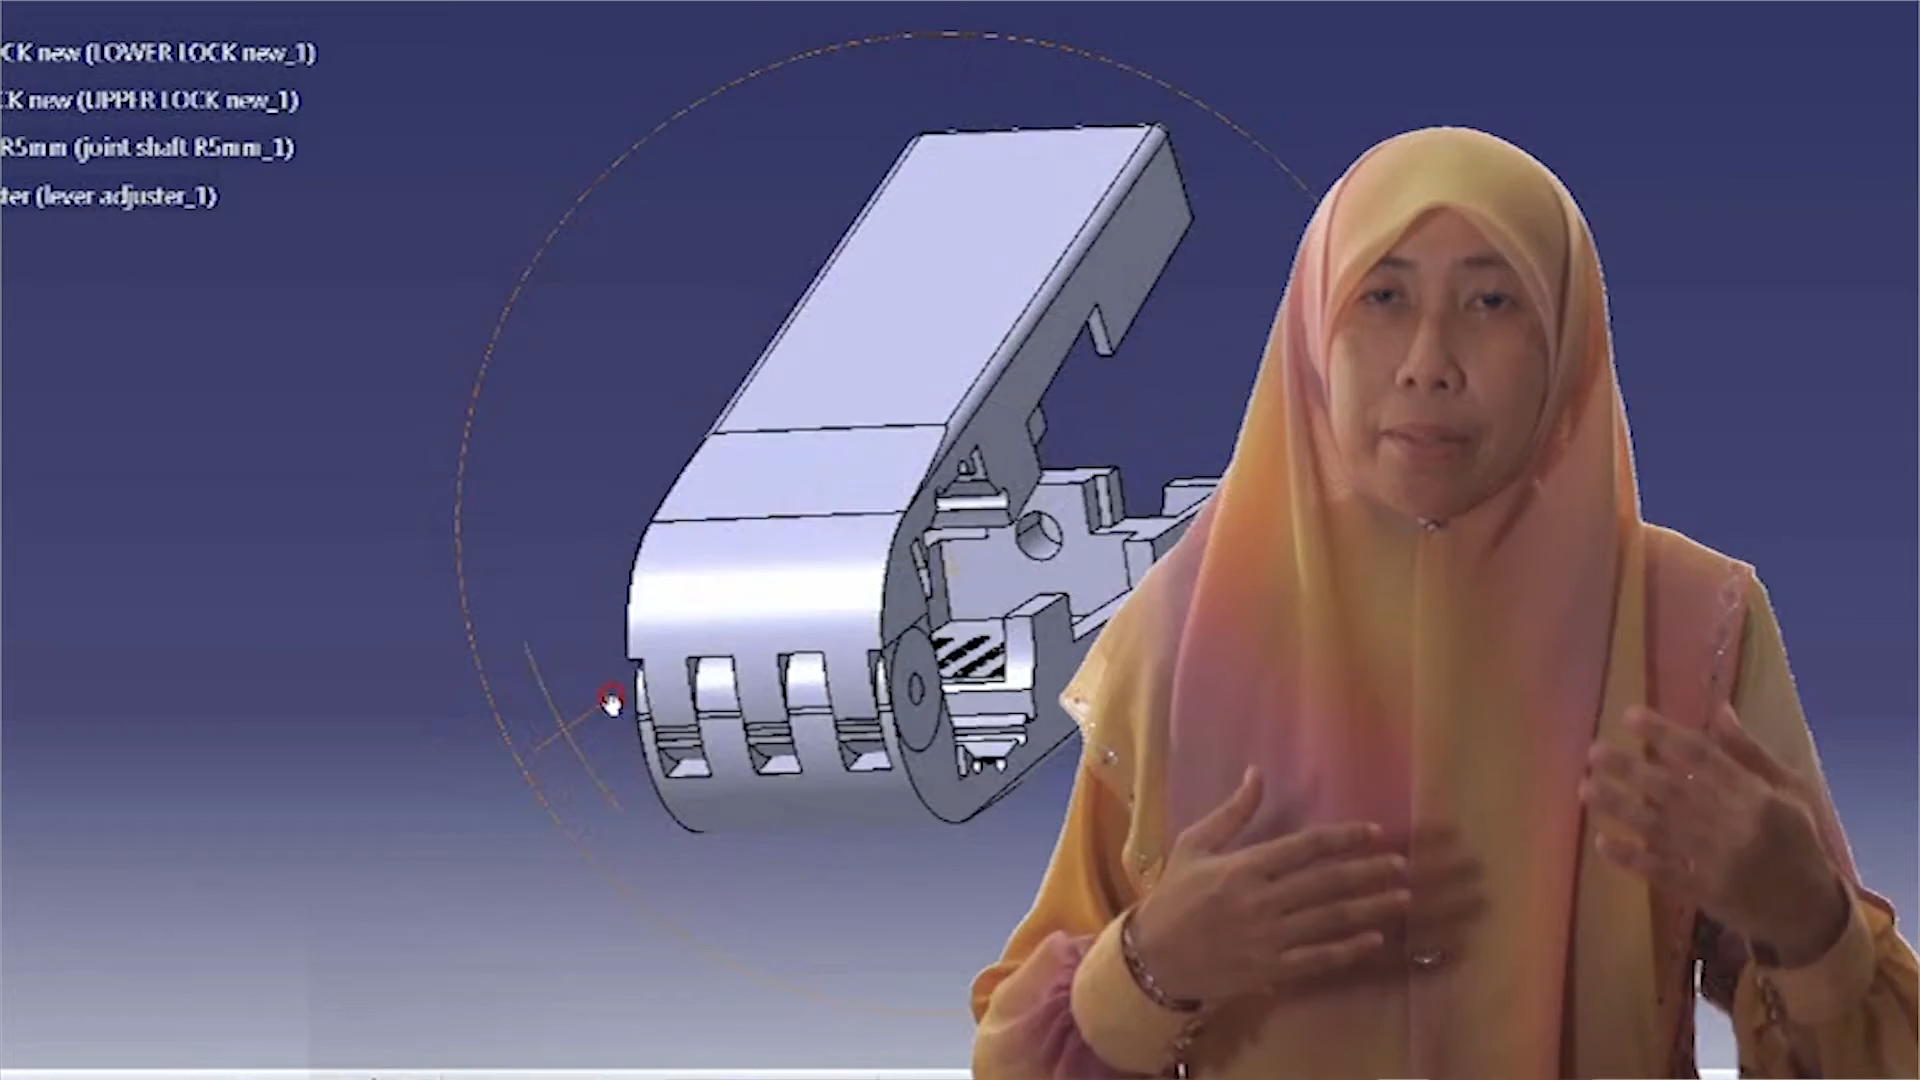 CK new (LOWER LOCK new_1)
CK new (UPPER LOCK new_1)
R5mm (joint shaft R5mm_1)
ter (lever adjuster_1)